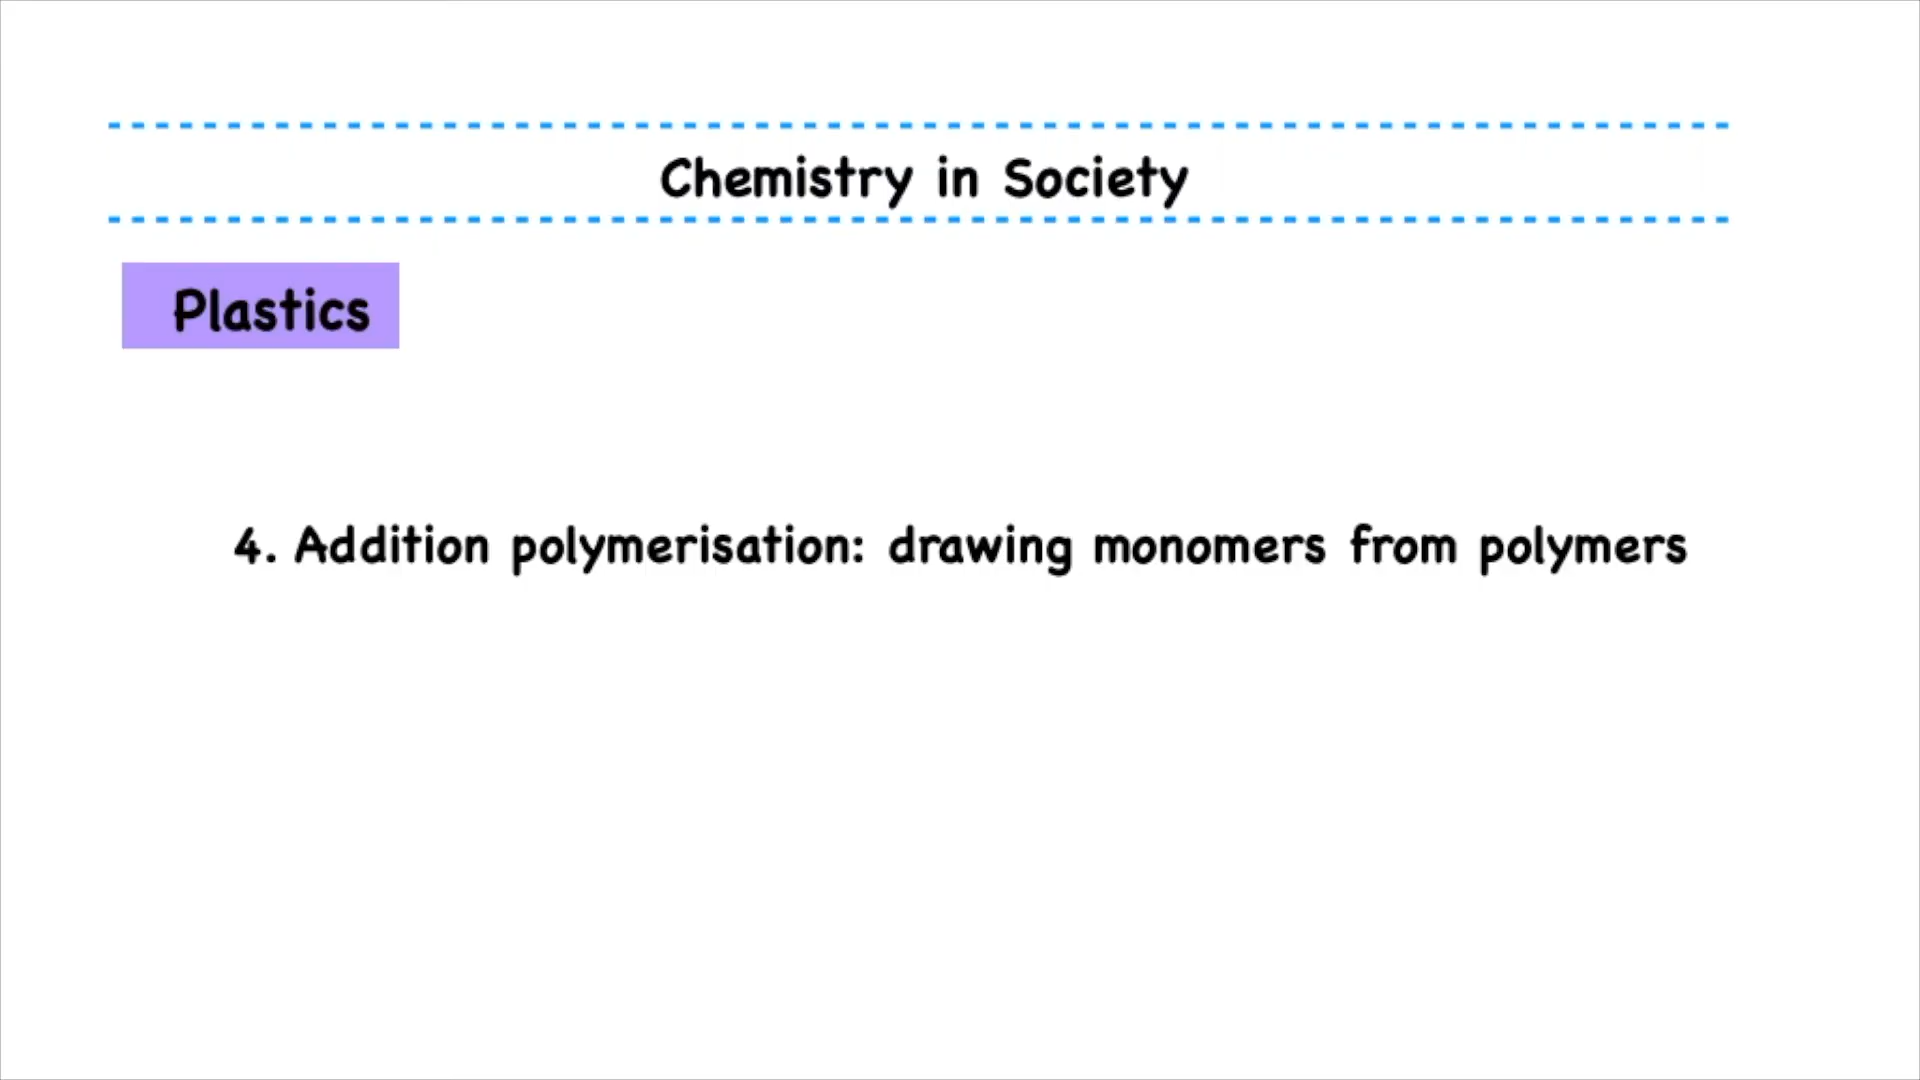 Chemistry in Society
Plastics
4. Addition polymerisation: drawing monomers from polymers